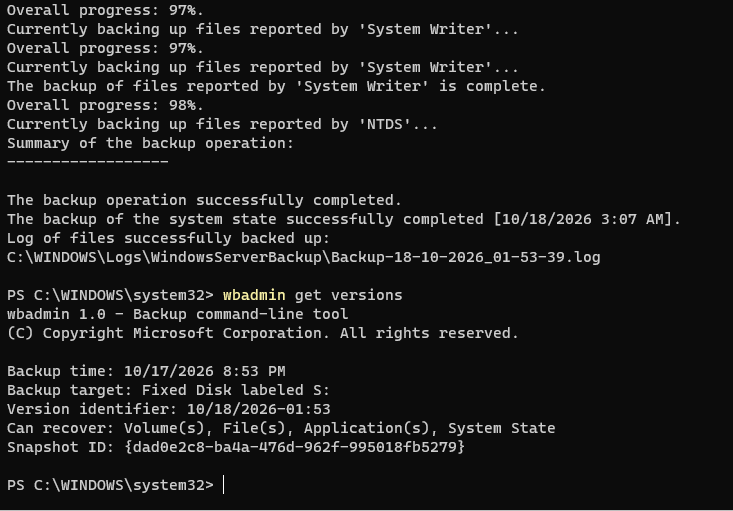 Overall progress: 97%.
Currently backing up files reported by 'System Writer'...
Overall progress: 97%.
Currently backing up files reported by 'System Writer'...
The backup of files reported by 'System Writer' is complete.
Overall progress: 98%.
Currently backing up files reported by 'NTDS'...
Summary of the backup operation:
------------------
The backup operation successfully completed.
The backup of the system state successfully completed [10/18/2026 3:07 AM].
Log of files successfully backed up:
C:\WINDOWS\Logs\WindowsServerBackup\Backup-18-10-2026_01-53-39.log
PS C:\WINDOWS\system32> wbadmin get versions
wbadmin 1.0 - Backup command-line tool
(C) Copyright Microsoft Corporation. All rights reserved.
Backup time: 10/17/2026 8:53 PM
Backup target: Fixed Disk labeled S:
Version identifier: 10/18/2026-01:53
Can recover: Volume(s), File(s), Application(s), System State
Snapshot ID: {dad0e2c8-ba4a-476d-962f-995018fb5279}
PS C:\WINDOWS\system32>